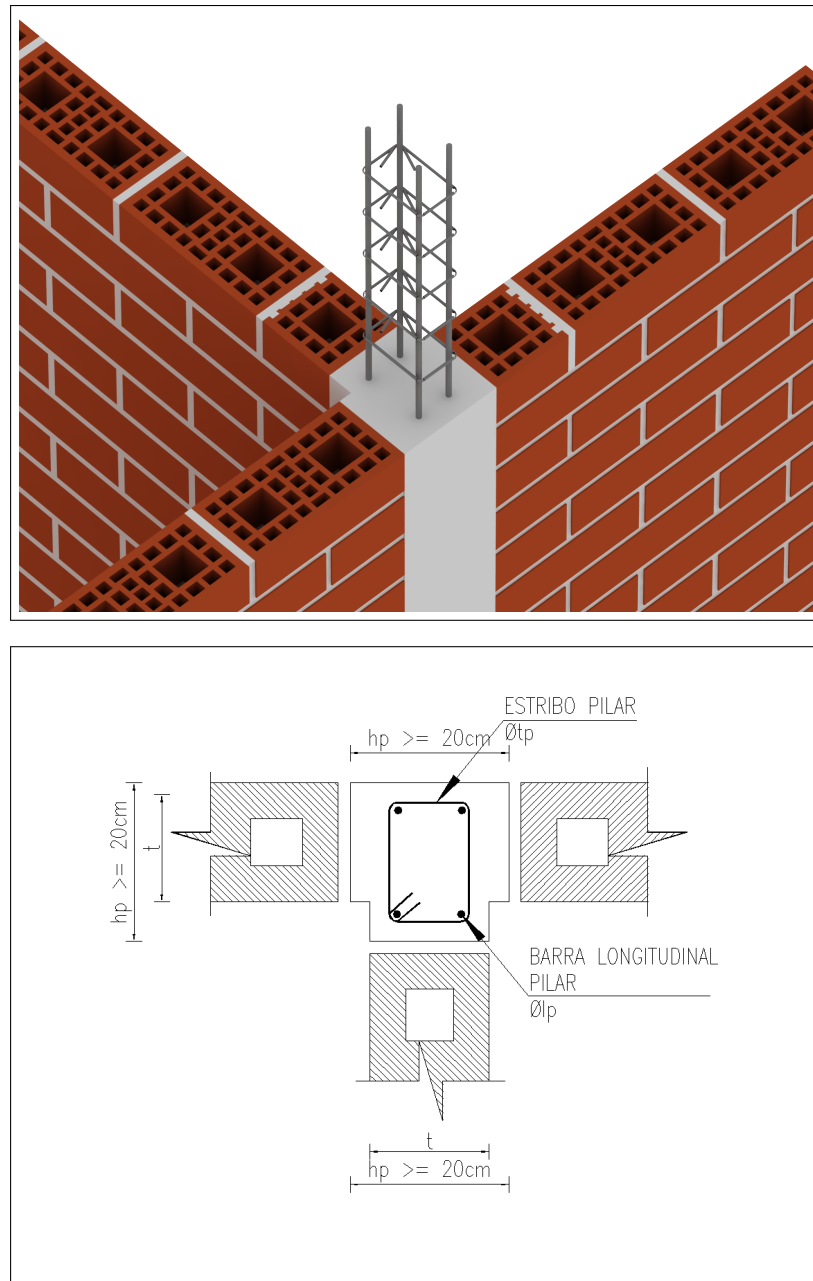 ESTRIBO PILAR
Øtp
hp >= 20cm
hp >= 20cm
t
BARRA LONGITUDINAL
PILAR
Ølp
t
hp >= 20cm